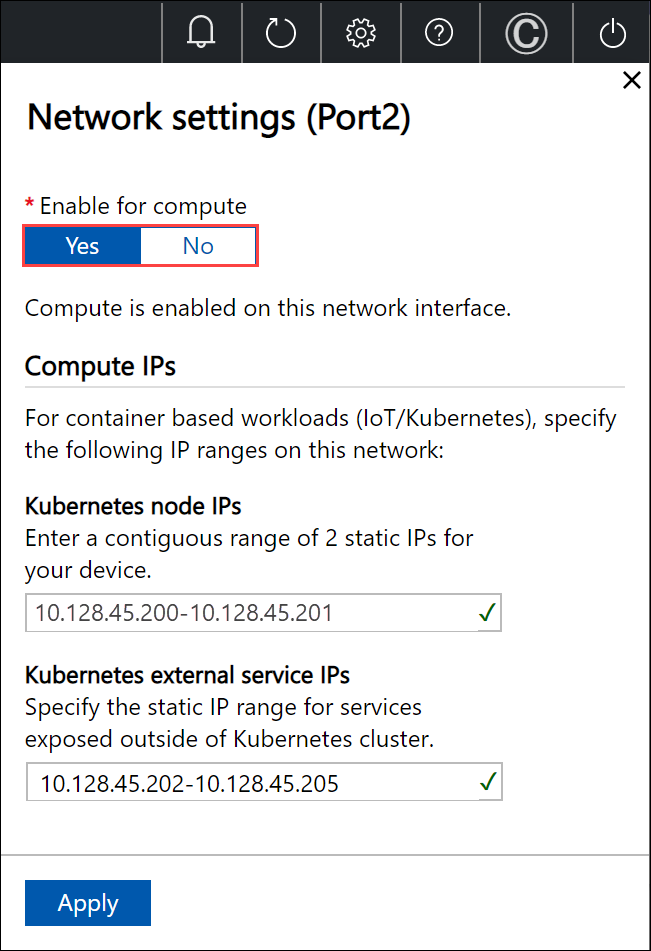 ?
©
Network settings (Port2)
* Enable for compute
Yes No
Compute is enabled on this network interface.
Compute IPs
For container based workloads (IoT/Kubernetes), specify
the following IP ranges on this network:
Kubernetes node IPs
Enter a contiguous range of 2 static IPs for
your device.
10.128.45.200-10.128.45.201
Kubernetes external service IPs
Specify the static IP range for services
exposed outside of Kubernetes cluster.
10.128.45.202-10.128.45.205
Apply